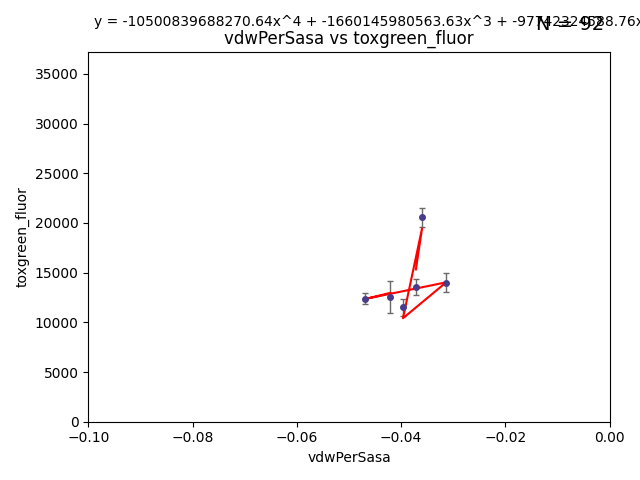 y = -10500839688270.64x^4 + -1660145980563.63x^3 +
N = 92
vdwPerSasa vs toxgreen_fluor
35000
30000
25000
20000
15000
10000
5000
0
toxgreen_fluor
-0.10
-0.08
-0.06
-0.04
-0.02
0.00
vdwPerSasa